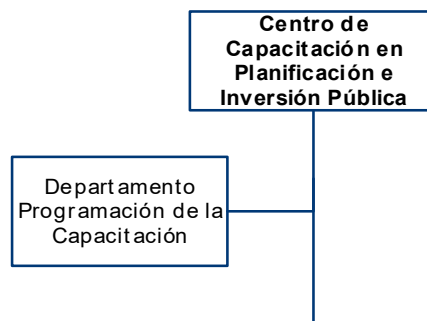 Centro de
Capacitación en
Planificación e
Inversión Pública
Departamento
Programación de la
Capacitación